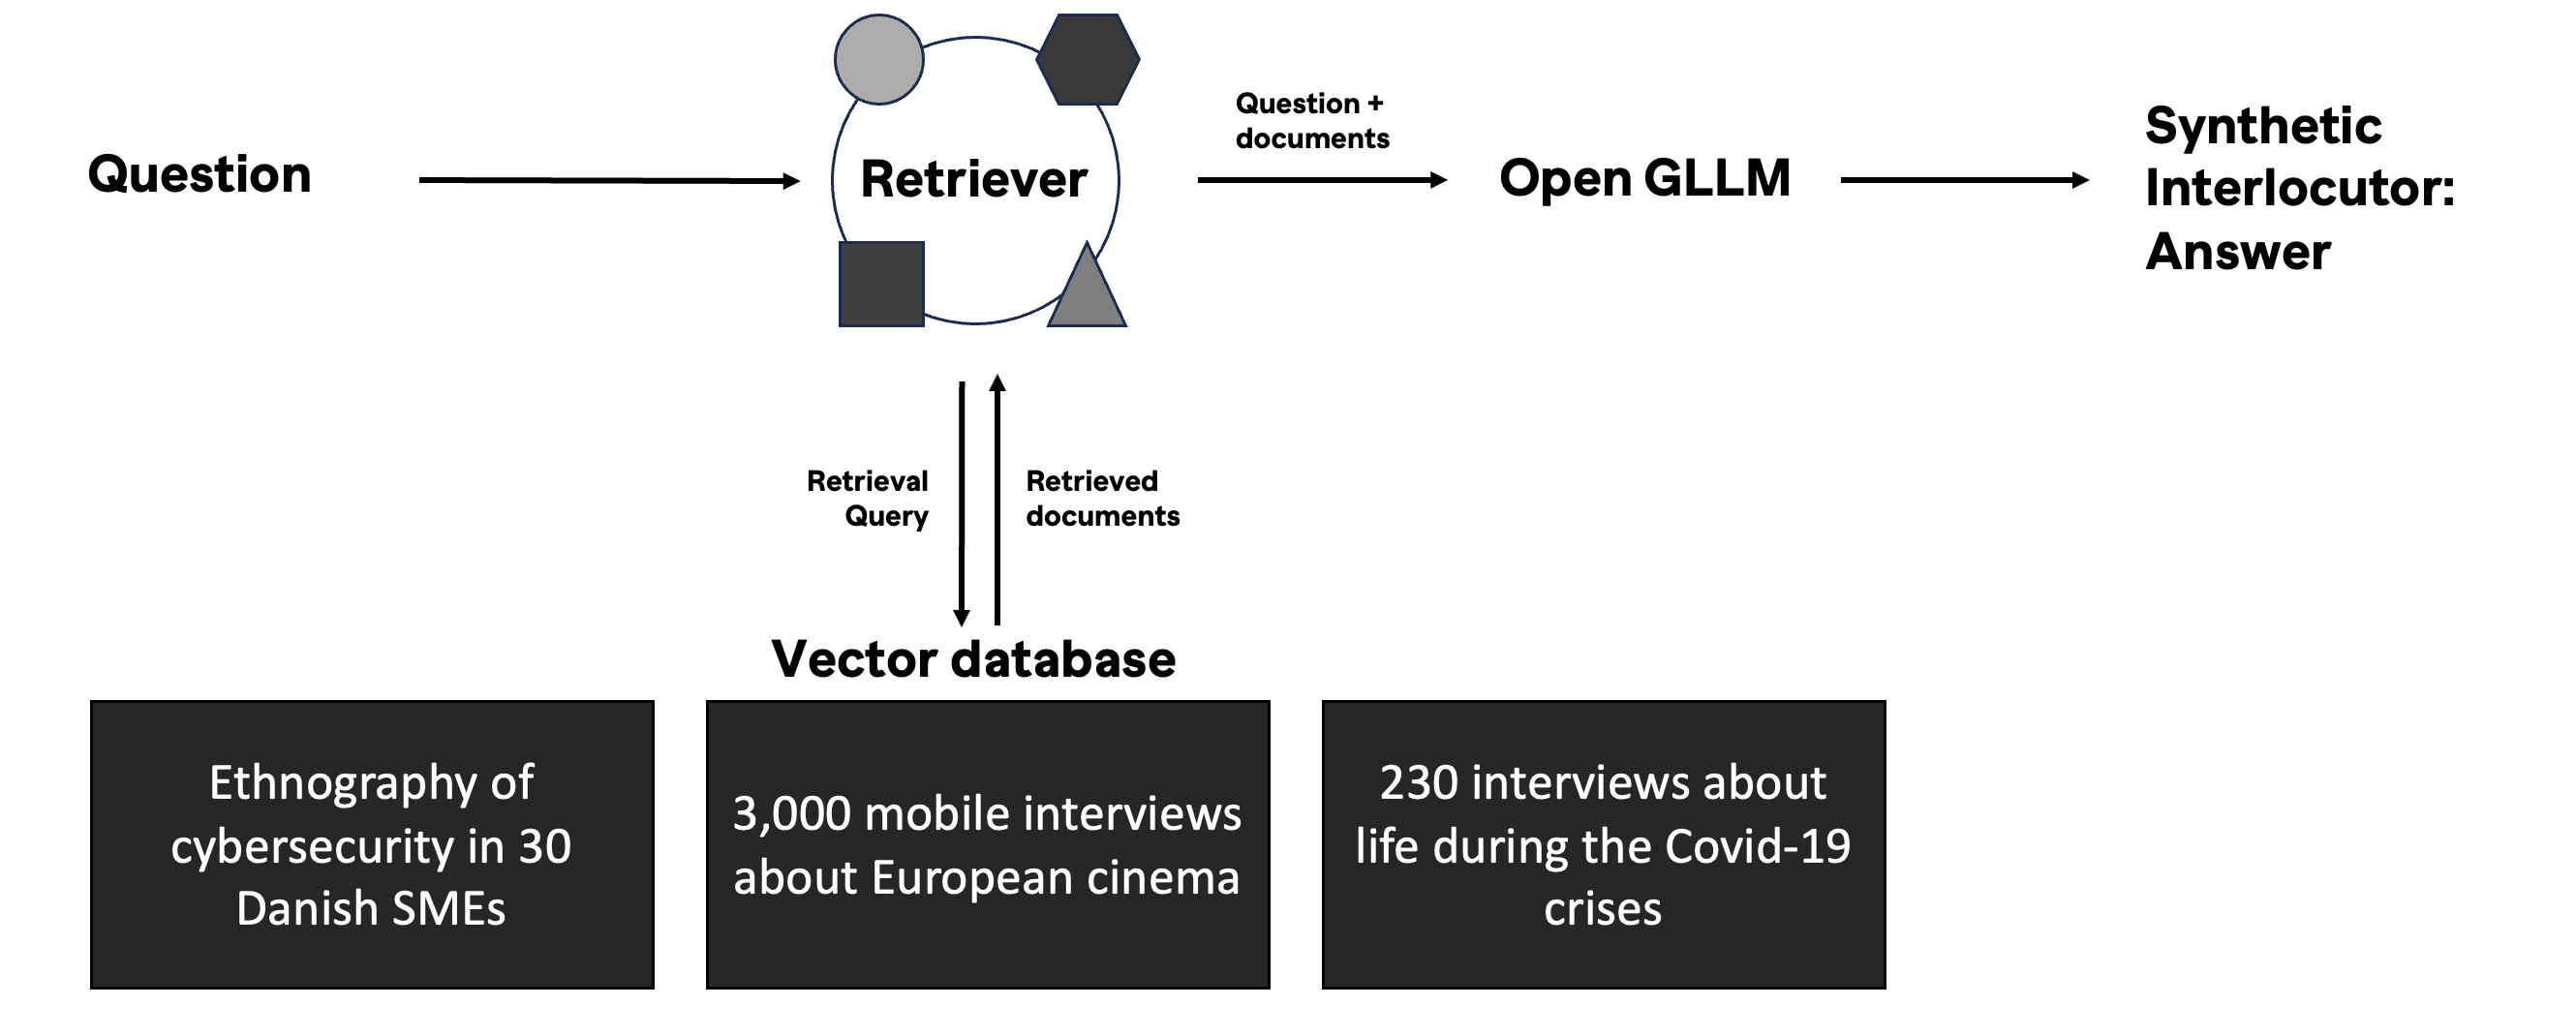 Question
Retriever
Question +
documents
Open GLLM
Synthetic
Interlocutor:
Answer
Retrieval
Query
Retrieved
documents
Vector database
Ethnography of
cybersecurity in 30
Danish SMEs
3,000 mobile interviews
about European cinema
230 interviews about
life during the Covid-19
crises